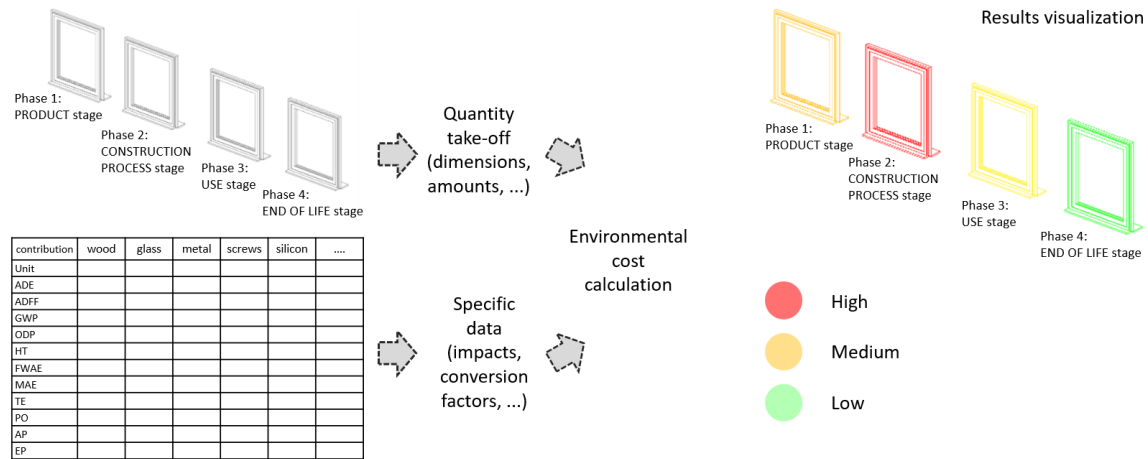 Phase 1:
PRODUCT stage
Phase 2:
CONSTRUCTION
PROCESS stage
Phase 3:
USE stage
Phase 4:
END OF LIFE stage
contribution wood glass metal screws silicon ....
Unit
ADE
ADFF
GWP
ODP
HT
FWAE
MAE
TE
PO
AP
EP
Quantity
take-off
(dimensions,
amounts, ...)
Specific
data
(impacts,
conversion
factors, ...)
Environmental
cost
calculation
Results visualization
Phase 1:
PRODUCT stage
Phase 2:
CONSTRUCTION
PROCESS stage
Phase 3:
USE stage
Phase 4:
END OF LIFE stage
High
Medium
Low